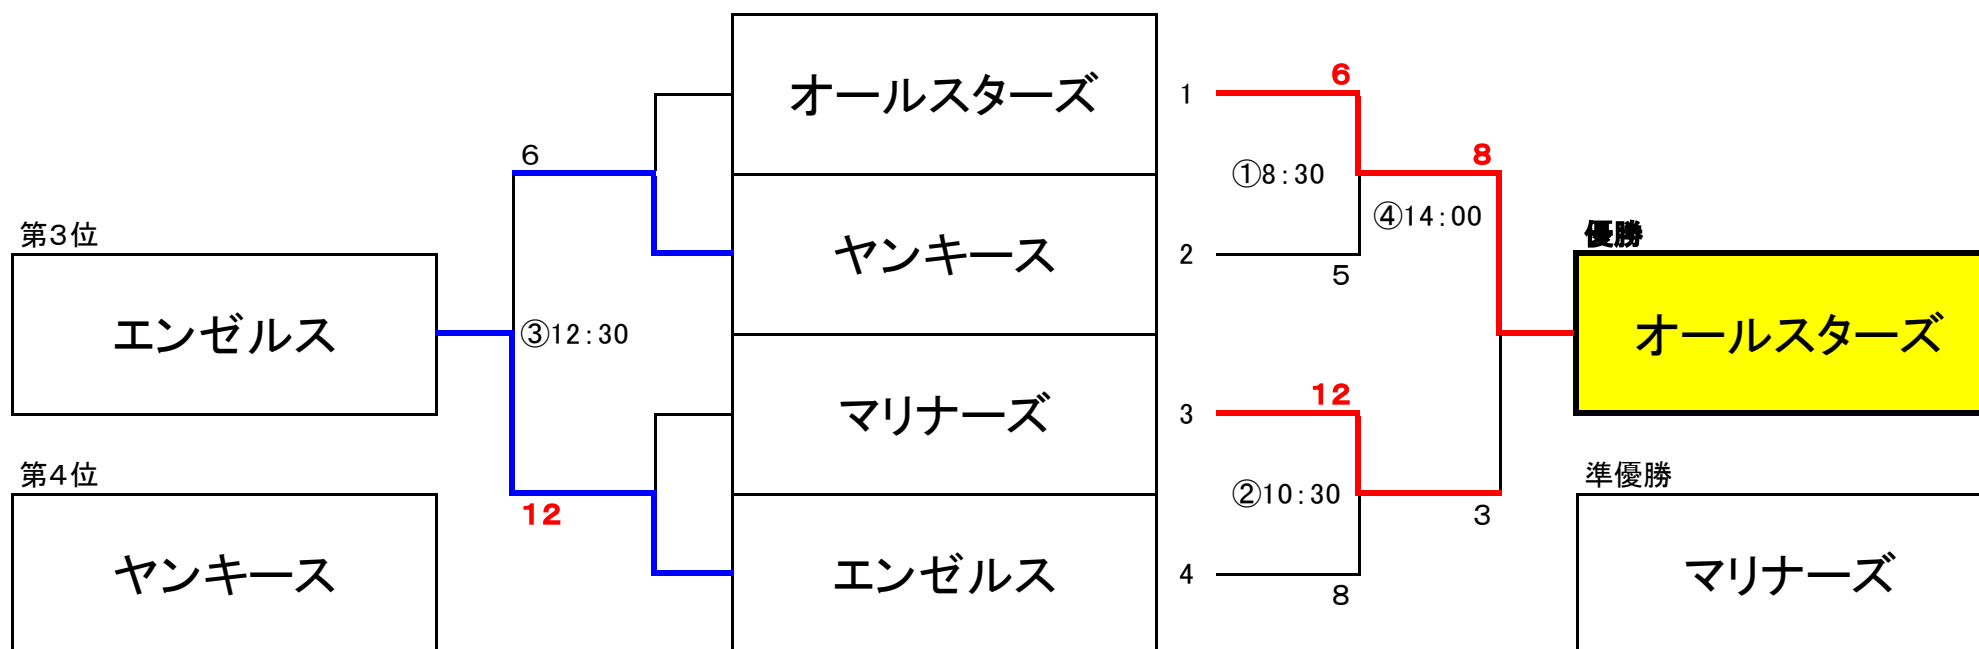 オールスターズ
1
6
①8:30
6
8
④14:00
ヤンキース
2
5
第3位
エンゼルス
③12:30
優勝
オールスターズ
マリナーズ
3
12
②10:30
第4位
ヤンキース
12
エンゼルス
4
8
3
準優勝
マリナーズ